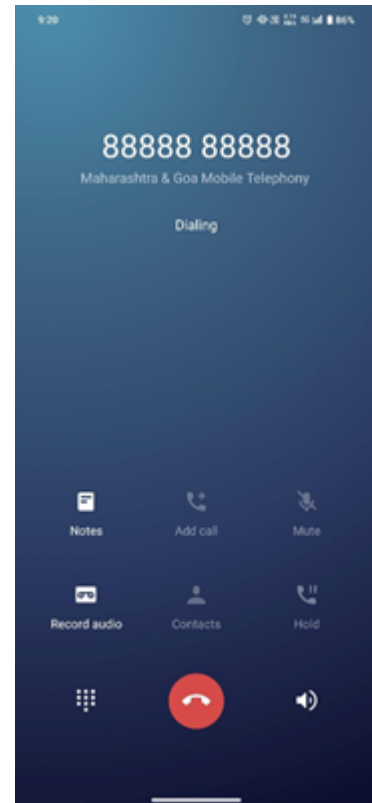 9:20
86%
88888 88888
Maharashtra & Goa Mobile Telephony
Dialing
Notes Add call Mute
Record audio Contacts Hold